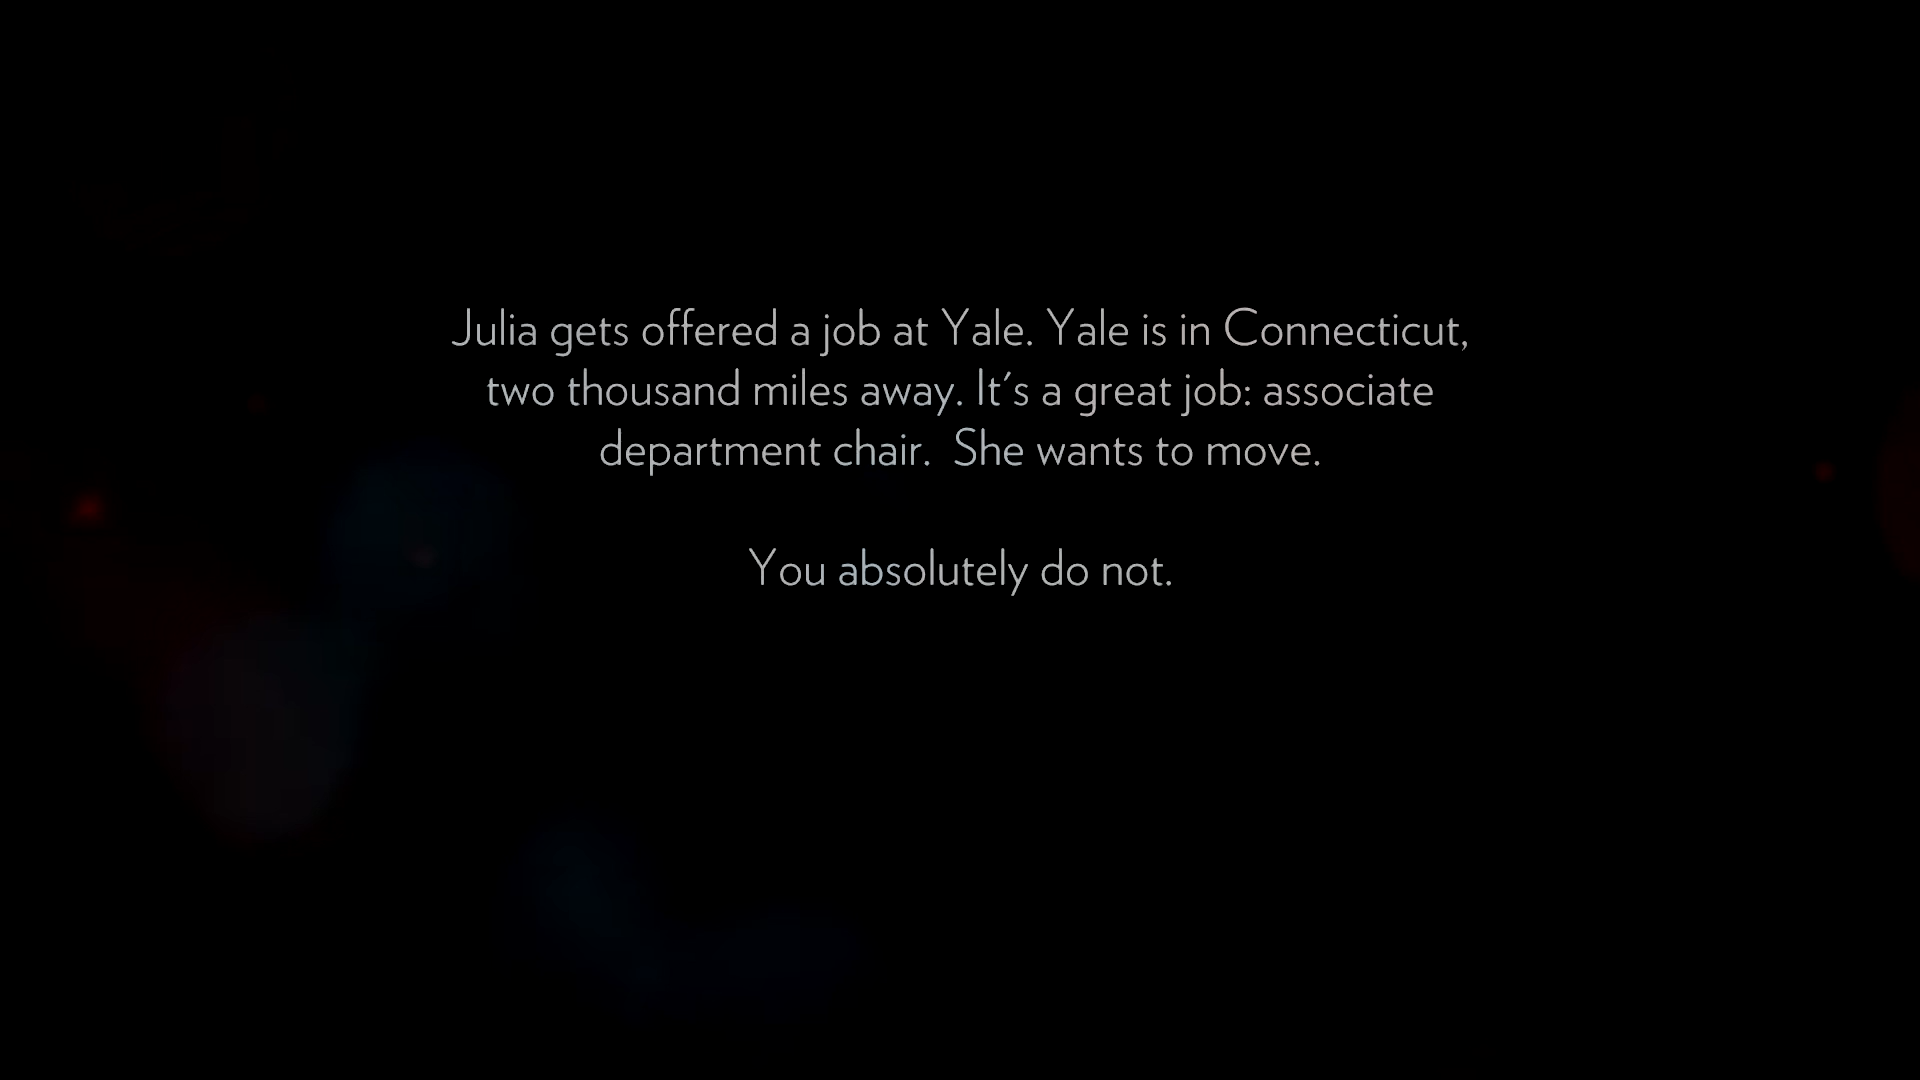 Julia gets offered a job at Yale. Yale is in Connecticut,
two thousand miles away. It's a great job: associate
department chair.  She wants to move.
You absolutely do not.